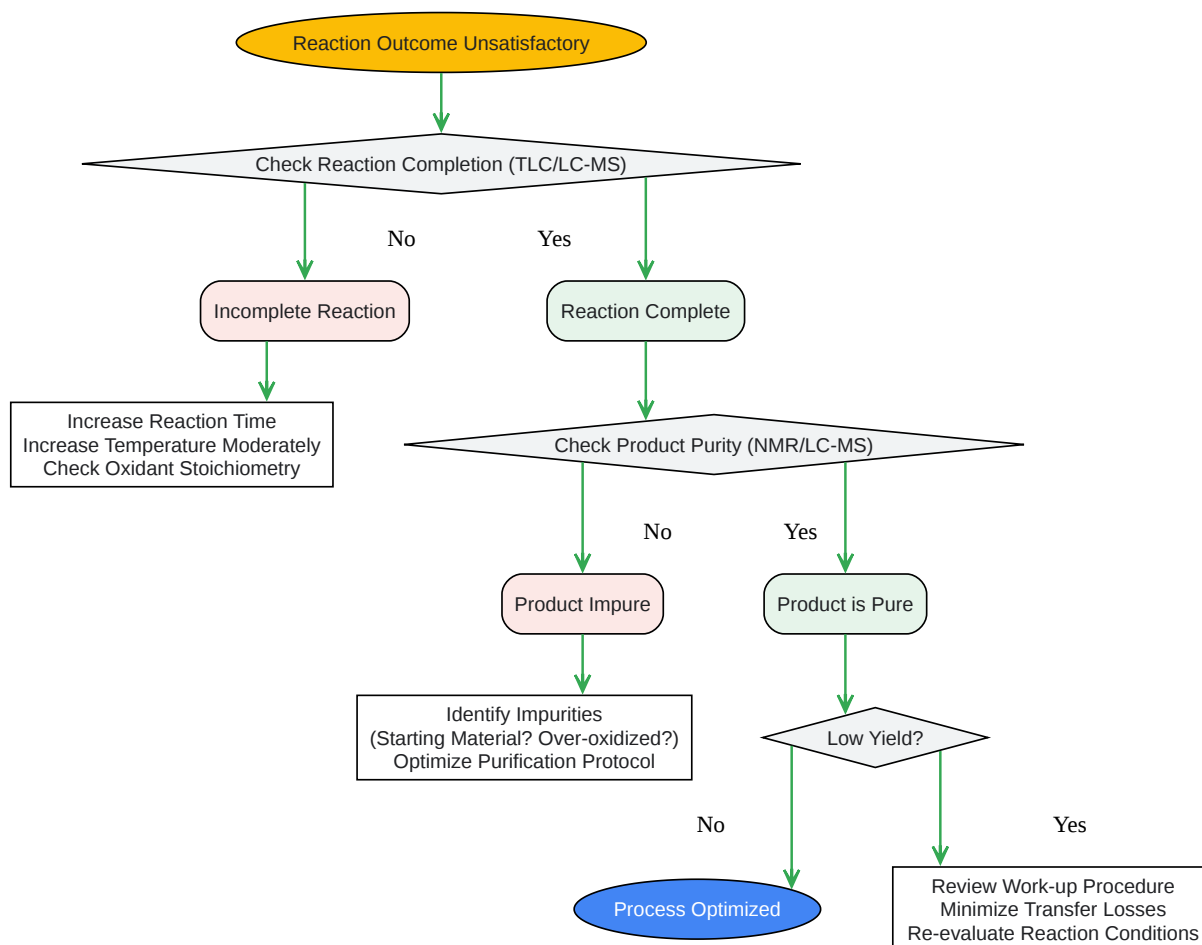 Reaction Outcome Unsatisfactory
Check Reaction Completion (TLC/LC-MS)
No
Yes
Incomplete Reaction
Reaction Complete
Increase Reaction Time
Increase Temperature Moderately
Check Oxidant Stoichiometry
Check Product Purity (NMR/LC-MS)
No
Yes
Product Impure
Product is Pure
Identify Impurities
(Starting Material? Over-oxidized?)
Optimize Purification Protocol
Low Yield?
No
Yes
Process Optimized
Review Work-up Procedure
Minimize Transfer Losses
Re-evaluate Reaction Conditions